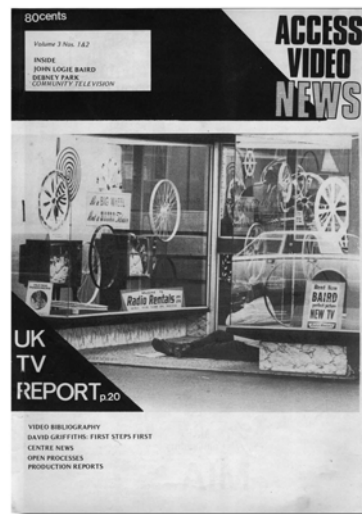 80cents
Volume 3 Nos. 1&2
INSIDE
JOHN LOGIE BAIRD
DEBNEY PARK
COMMUNITY TELEVISION
ACCESS
VIDEO
NEWS
BIG WHEEL
Radio Rentals
BAIRD
NEW TV
UK
TV
REPORT p.20
VIDEO BIBLIOGRAPHY
DAVID GRIFFITHS: FIRST STEPS FIRST
CENTRE NEWS
OPEN PROCESSES
PRODUCTION REPORTS